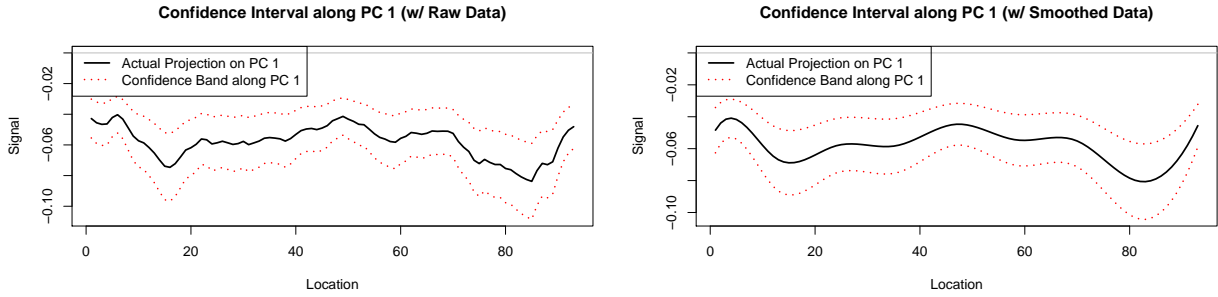 Confidence Interval along PC 1 (w/ Raw Data)
Actual Projection on PC 1
Confidence Band along PC 1
Signal
−0.02
−0.06
−0.10
0 20 40 60 80
Location
Confidence Interval along PC 1 (w/ Smoothed Data)
Actual Projection on PC 1
Confidence Band along PC 1
Signal
−0.02
−0.06
−0.10
0 20 40 60 80
Location